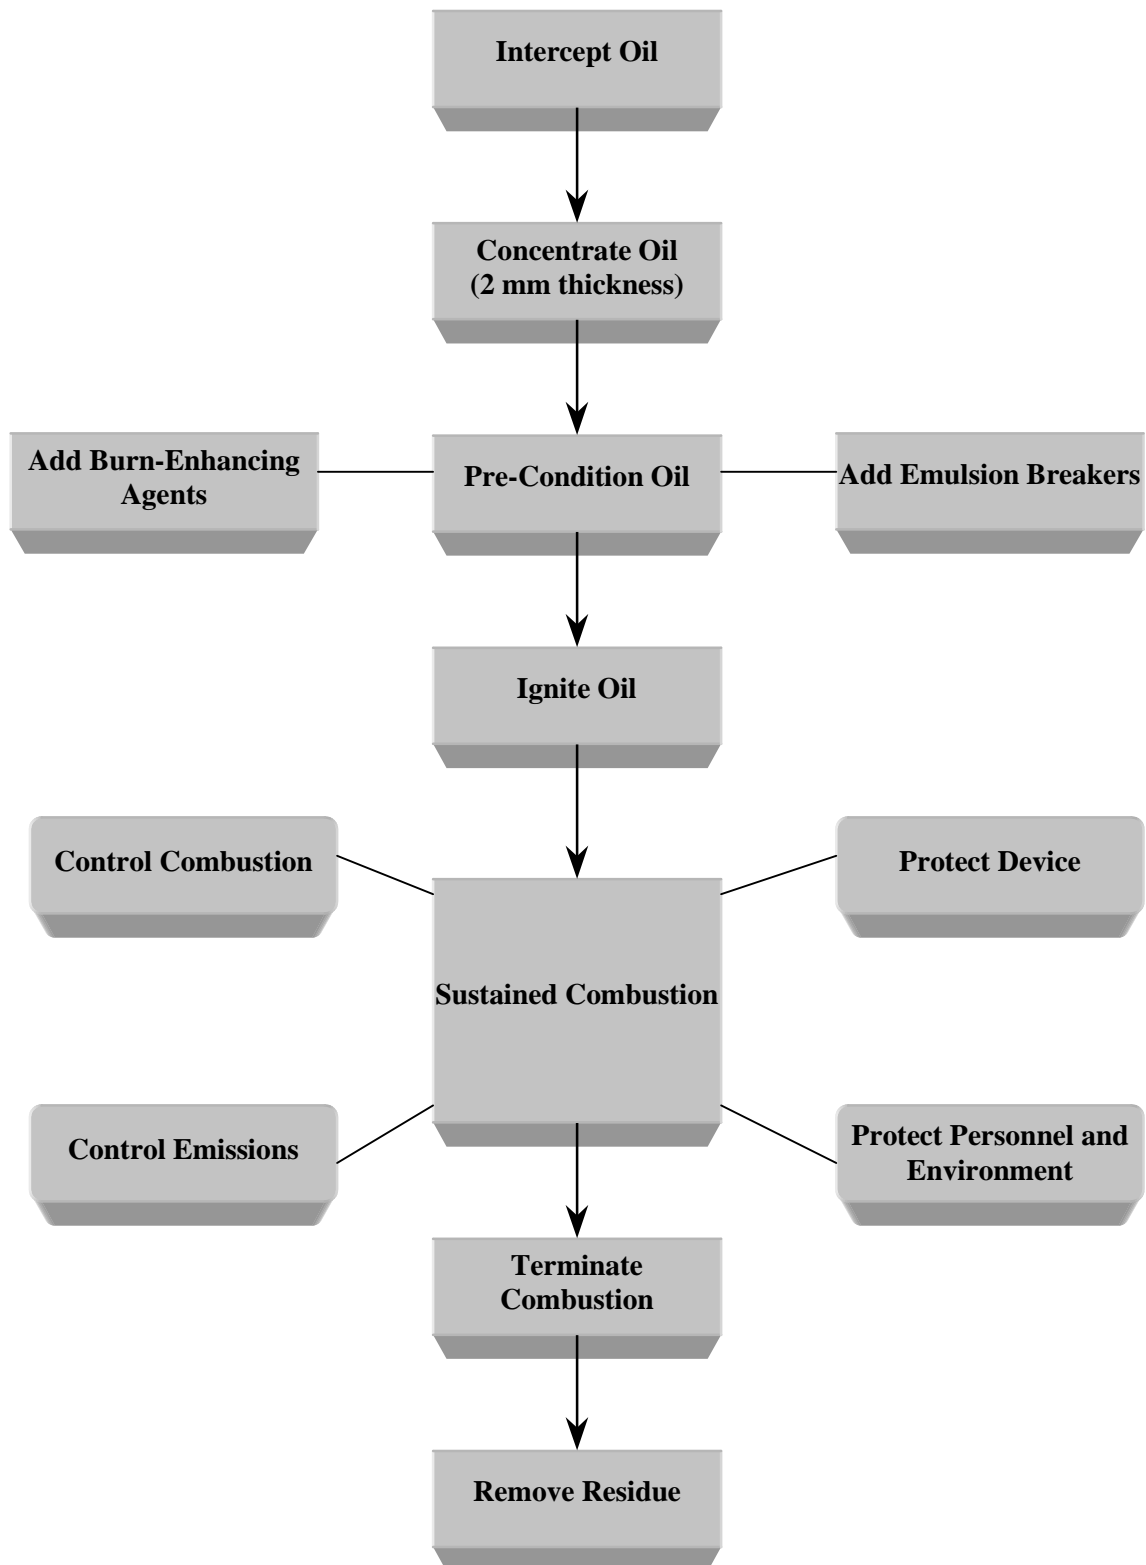 Intercept Oil
Concentrate Oil
(2 mm thickness)
Add Burn-Enhancing
Agents
Pre-Condition Oil
Add Emulsion Breakers
Ignite Oil
Control Combustion
Protect Device
Sustained Combustion
Control Emissions
Protect Personnel and
Environment
Terminate
Combustion
Remove Residue